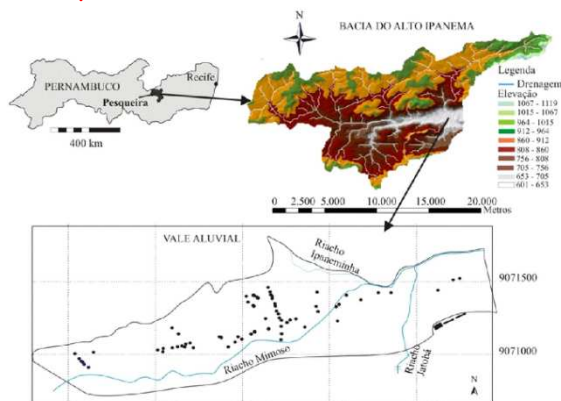 BACIA DO ALTO IPANEMA
N
Recife
PERNAMBUCO
Pesqueira
400 km
Legenda
Drenagem
Elevação
1067 - 1119
1015 - 1067
964 - 1015
912 - 964
860 - 912
808 - 860
756 - 808
705 - 756
653 - 705
601 - 653
0 2.500 5.000 10.000 15.000 20.000
Metros
VALE ALUVIAL
Riacho
Ipaneminha
9071500
Riacho Mimoso
Riacho
Jatobá
9071000
N